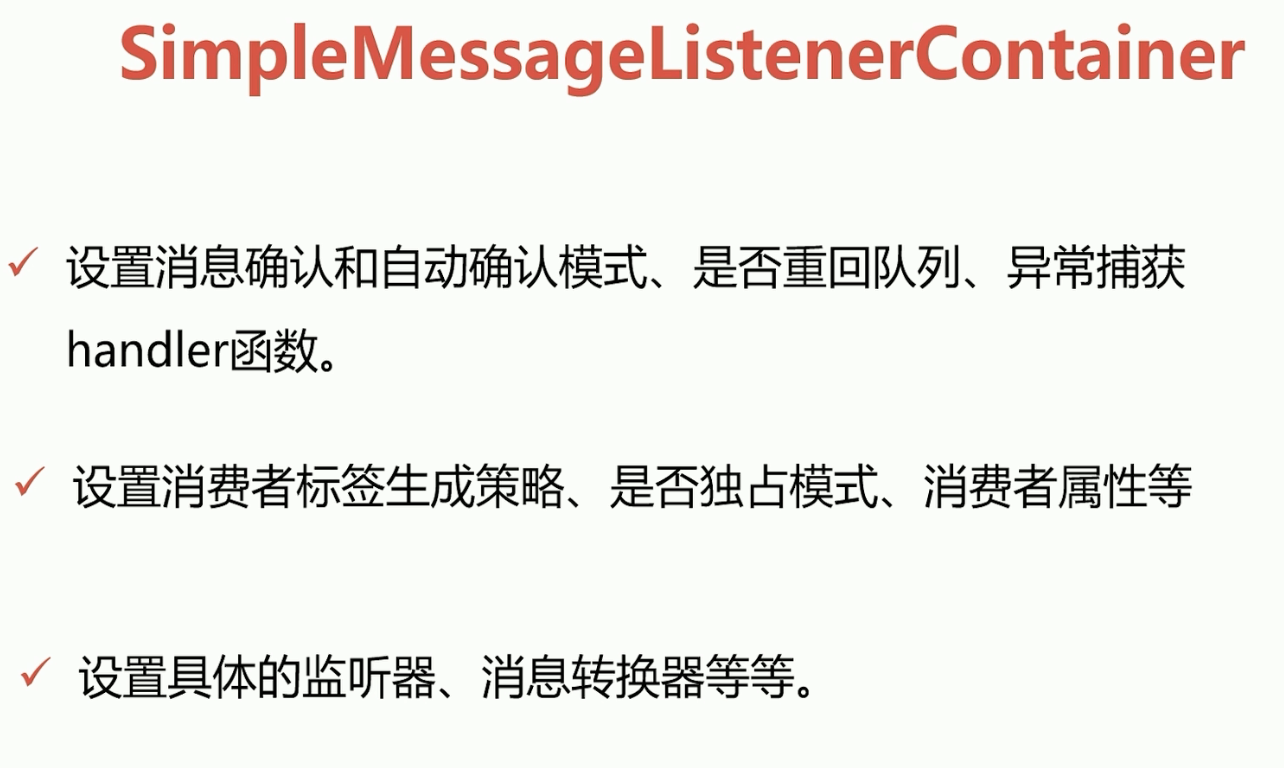 SimpleMessageListenerContainer
✓ 设置消息确认和自动确认模式、是否重回队列、异常捕获
handler函数。
✓ 设置消费者标签生成策略、是否独占模式、消费者属性等
✓ 设置具体的监听器、消息转换器等等。